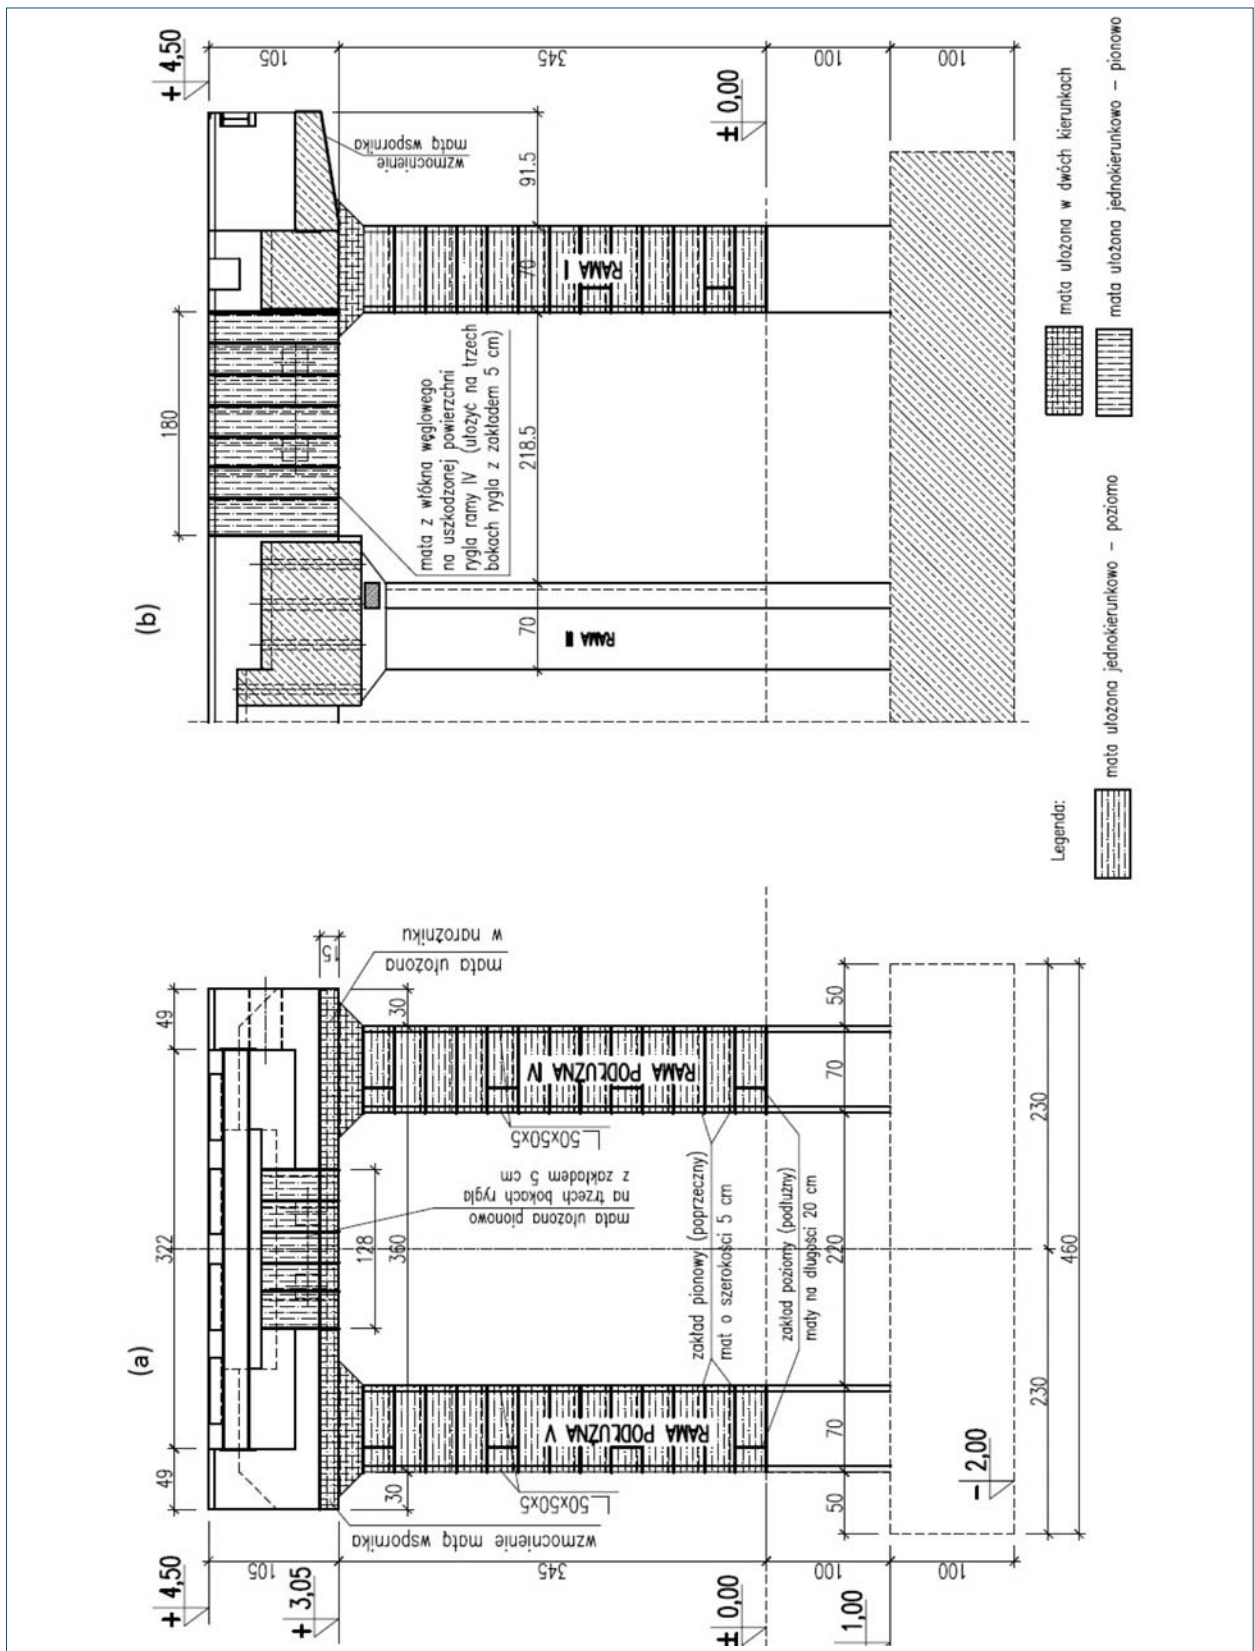 (b)
+ 4,50
105
345
± 0,00
100
100
wzmocnienie
matą wspornika
91.5
RAMA I
70
180
mata z włókna węglowego
na uszkodzonej powierzchni
rygla ramy IV (ułożyć na trzech
bokach rygla z zakładem 5 cm)
218.5
70
RAMA II
Legenda:
mata ułożona w dwóch kierunkach
mata ułożona jednokierunkowo – pionowo
mata ułożona jednokierunkowo – poziomo
(a)
49
322
49
15
mata ułożona
w narożniku
30
RAMA PODŁUŻNA IV
50x50x5
mata ułożona pionowo
na trzech bokach rygla
z zakładem 5 cm
128
360
zakład pionowy (poprzeczny)
mat o szerokości 5 cm
zakład poziomy (podłużny)
maty na długości 20 cm
50
70
220
70
50
RAMA PODŁUŻNA V
50x50x5
30
wzmocnienie matą wspornika
230
230
460
– 2,00
+ 4,50
105
+ 3,05
345
± 0,00
100
1,00
100